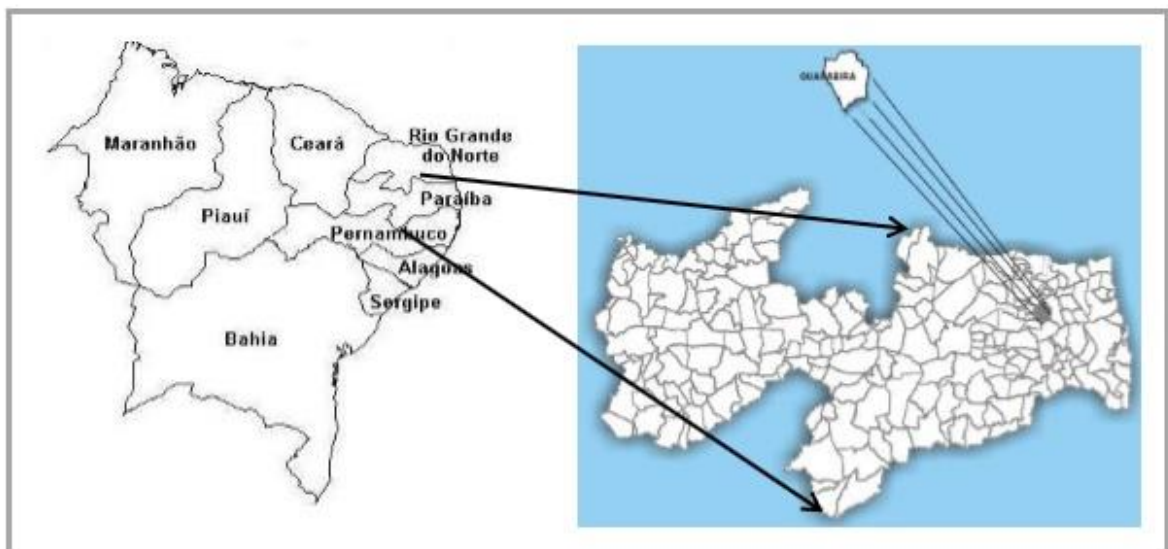 Maranhão
Ceará
Rio Grande
do Norte
Paraíba
Piauí
Pernambuco
Alagoas
Sergipe
Bahia
GUARABIRA